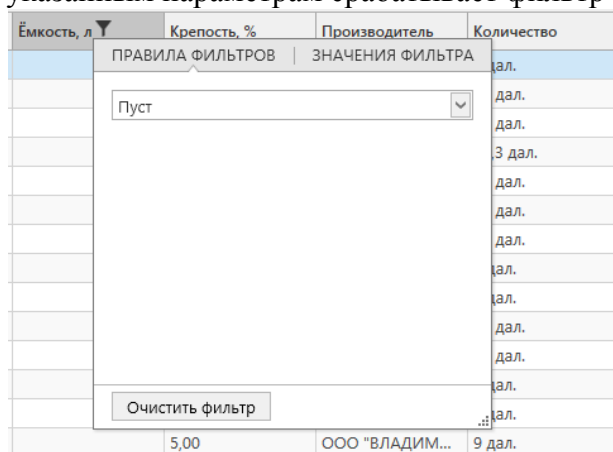 указанным параметрам срабатывает фильтр
Ёмкость, л Крепость, % Производитель Количество
ПРАВИЛА ФИЛЬТРОВ | ЗНАЧЕНИЯ ФИЛЬТРА
Пуст
дал.
дал.
дал.
,3 дал.
дал.
дал.
дал.
дал.
дал.
дал.
дал.
дал.
Очистить фильтр
дал.
5,00 ООО "ВЛАДИМ... 9 дал.